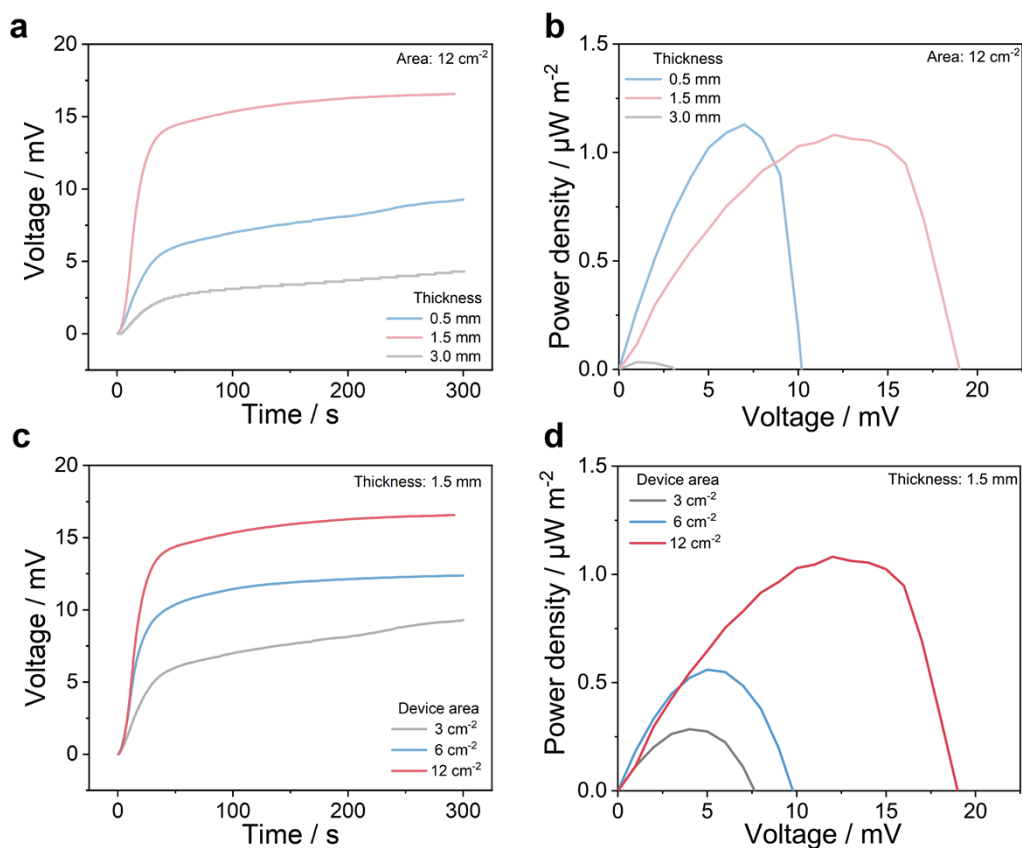 a
Area: 12 cm⁻²
Voltage / mV
20
15
10
5
0
Thickness
0.5 mm
1.5 mm
3.0 mm
0
100
200
300
Time / s
b
Thickness
0.5 mm
1.5 mm
3.0 mm
Area: 12 cm⁻²
Power density / μW m⁻²
1.5
1.0
0.5
0.0
0
5
10
15
20
Voltage / mV
c
Thickness: 1.5 mm
Voltage / mV
20
15
10
5
0
Device area
3 cm⁻²
6 cm⁻²
12 cm⁻²
0
100
200
300
Time / s
d
Device area
3 cm⁻²
6 cm⁻²
12 cm⁻²
Thickness: 1.5 mm
Power density / μW m⁻²
1.5
1.0
0.5
0.0
0
5
10
15
20
Voltage / mV